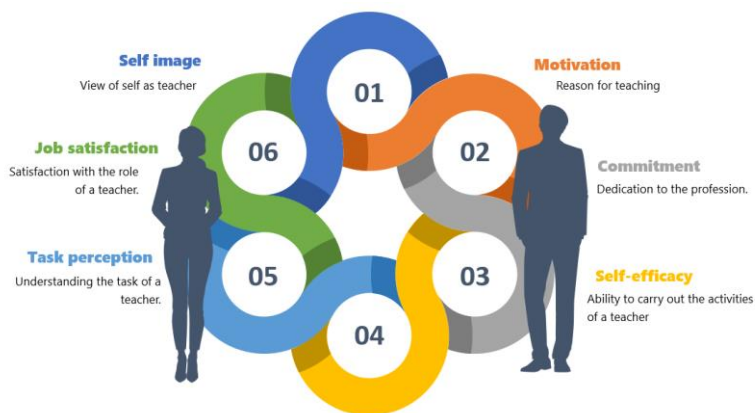 Self image
View of self as teacher
01
Motivation
Reason for teaching
Job satisfaction
Satisfaction with the role
of a teacher.
06
02
Commitment
Dedication to the profession.
Task perception
Understanding the task of a
teacher.
05
03
Self-efficacy
Ability to carry out the activities
of a teacher
04